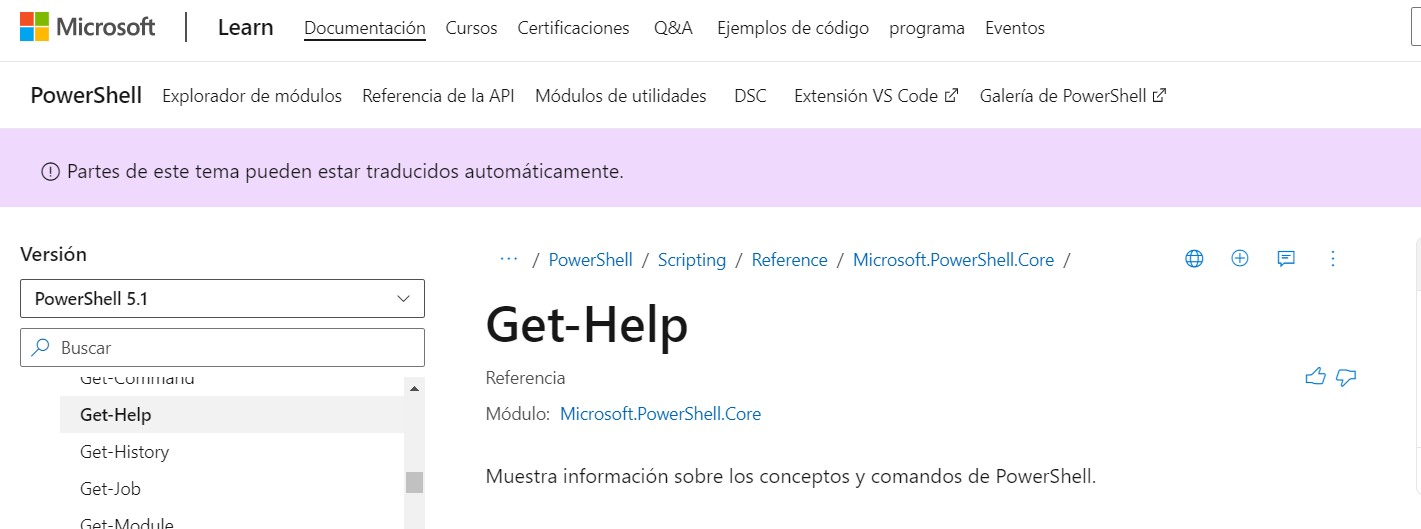 Microsoft Learn Documentación Cursos Certificaciones Q&A Ejemplos de código programa Eventos
PowerShell Explorador de módulos Referencia de la API Módulos de utilidades DSC Extensión VS Code Galería de PowerShell
Partes de este tema pueden estar traducidos automáticamente.
Versión
PowerShell 5.1
Buscar
Get-Command
Get-Help
Get-History
Get-Job
Get-Module
··· / PowerShell / Scripting / Reference / Microsoft.PowerShell.Core /
Get-Help
Referencia
Módulo: Microsoft.PowerShell.Core
Muestra información sobre los conceptos y comandos de PowerShell.